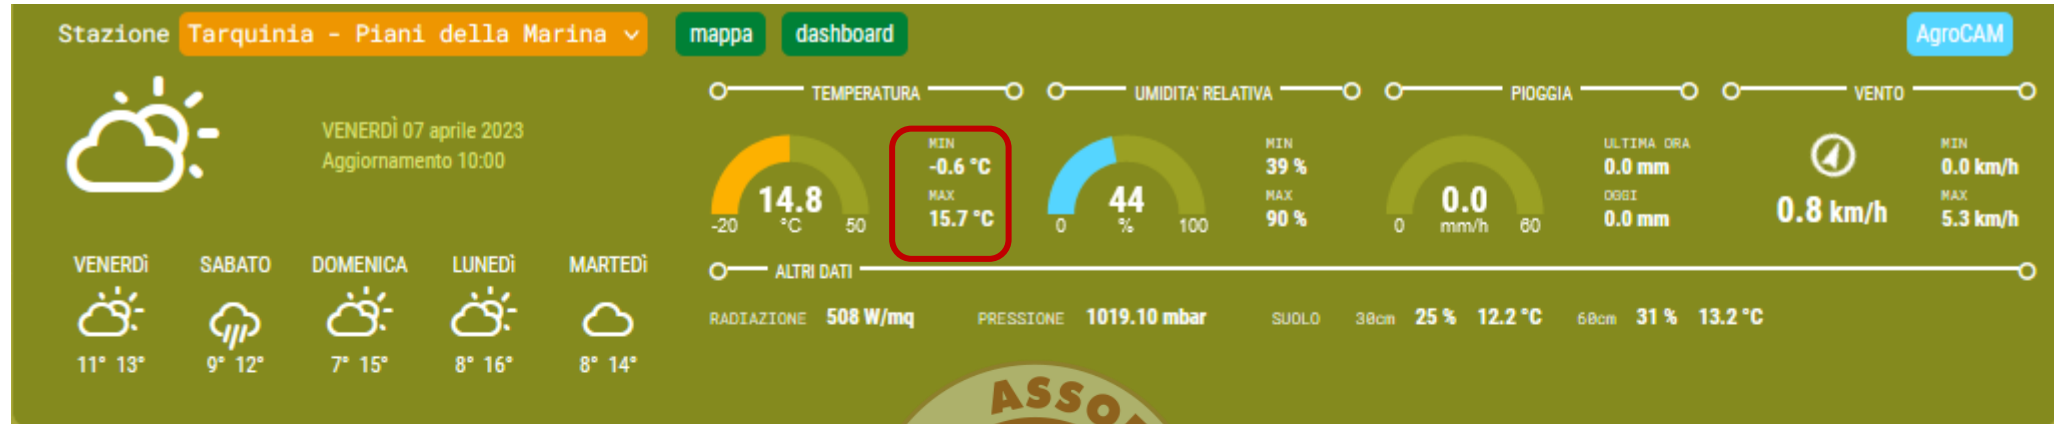 Stazione Tarquinia - Piani della Marina mappa dashboard AgroCAM
VENERDÌ 07 aprile 2023
Aggiornamento 10:00
VENERDì SABATO DOMENICA LUNEDì MARTEDì
11° 13° 9° 12° 7° 15° 8° 16° 8° 14°
TEMPERATURA
14.8
°C
-20 50
MIN
-0.6 °C
MAX
15.7 °C
UMIDITA' RELATIVA
44
%
0 100
MIN
39 %
MAX
90 %
PIOGGIA
0.0
mm/h
0 60
ULTIMA ORA
0.0 mm
OGGI
0.0 mm
VENTO
0.8 km/h
MIN
0.0 km/h
MAX
5.3 km/h
ALTRI DATI
RADIAZIONE 508 W/mq PRESSIONE 1019.10 mbar SUOLO 30cm 25 % 12.2 °C 60cm 31 % 13.2 °C